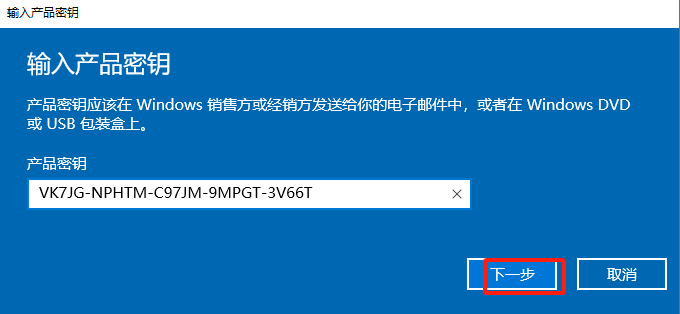 输入产品密钥
输入产品密钥
产品密钥应该在 Windows 销售方或经销方发送给你的电子邮件中，或者在 Windows DVD
或 USB 包装盒上。
产品密钥
VK7JG-NPHTM-C97JM-9MPGT-3V66T
下一步
取消